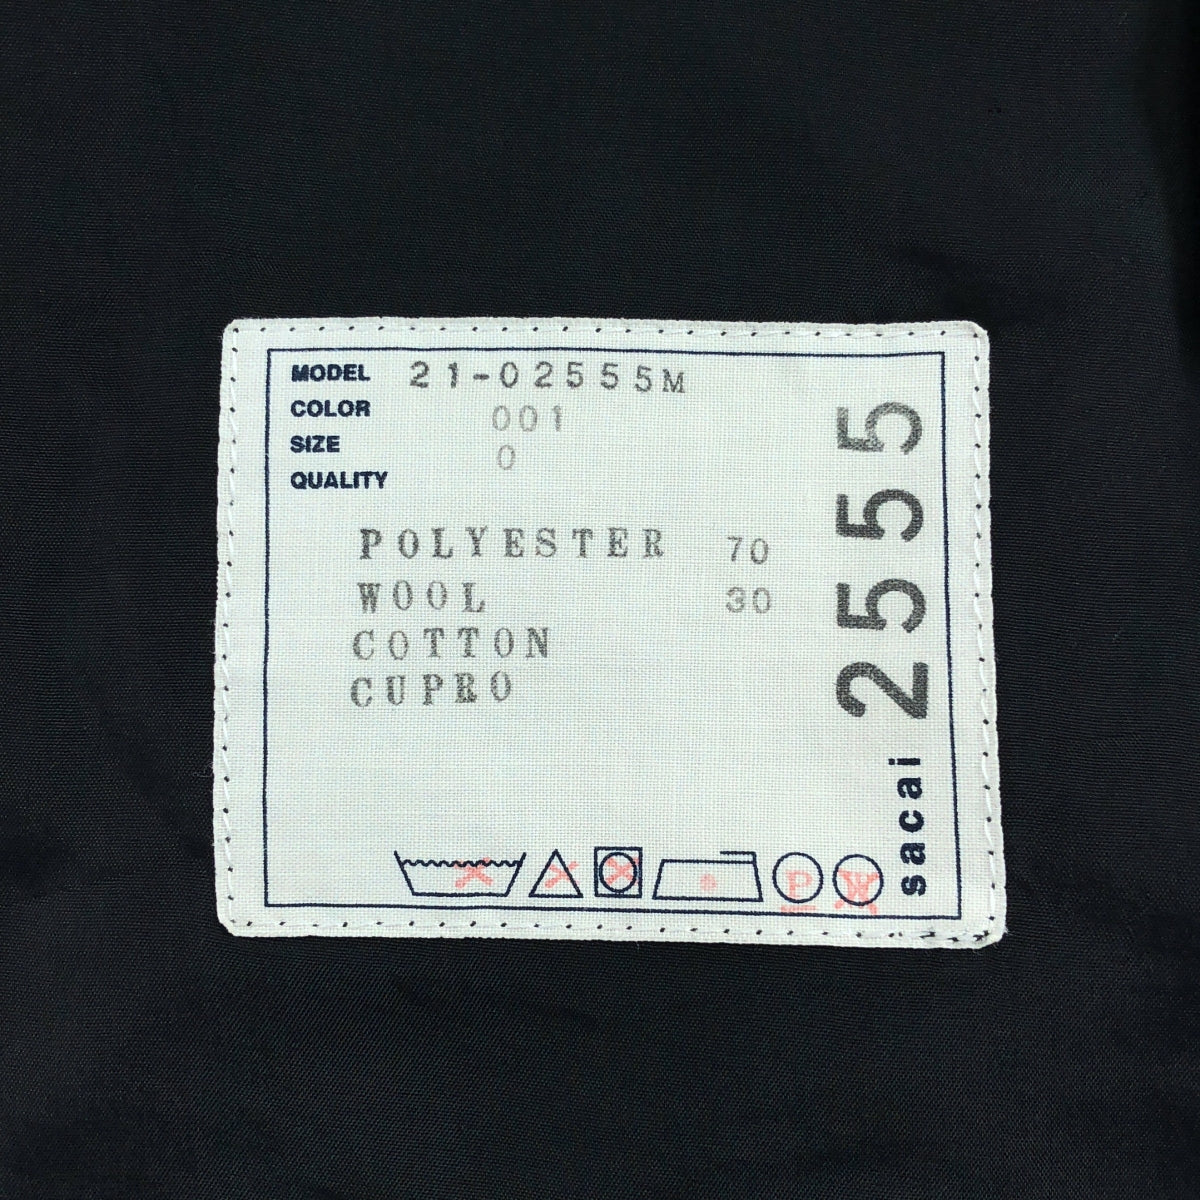 MODEL 21-02555M
COLOR 001
SIZE 0
QUALITY
POLYESTER 70
WOOL 30
COTTON
CUPRO
P W
sacai 2555